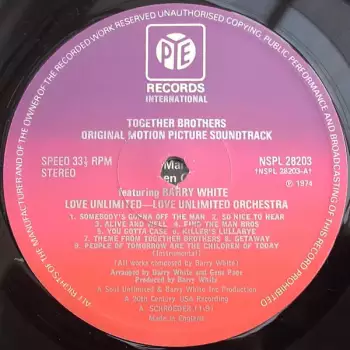 ALL RIGHTS OF THE MANUFACTURER AND OF THE OWNER OF THE RECORDED WORK RESERVED UNAUTHORISED COPYING, PUBLIC PERFORMANCE AND BROADCASTING OF THIS RECORD PROHIBITED
PYE
RECORDS
INTERNATIONAL
TOGETHER BROTHERS
ORIGINAL MOTION PICTURE SOUNDTRACK
SPEED 33⅓ RPM
STEREO
NSPL 28203
(NSPL 28203-A)
Ⓟ 1974
featuring BARRY WHITE
LOVE UNLIMITED—LOVE UNLIMITED ORCHESTRA
1. SOMEBODY'S GONNA OFF THE MAN 2. SO NICE TO HEAR
3. ALIVE AND WELL 4. FIND THE MAN BROS
5. YOU GOTTA CASE 6. KILLER'S LULLABYE
7. THEME FROM TOGETHER BROTHERS 8. GETAWAY
9. PEOPLE OF TOMORROW ARE THE CHILDREN OF TODAY
(Instrumental)
(All works composed by Barry White)
Arranged by Barry White and Gene Page
Produced by Barry White
A Soul Unlimited & Barry White Inc Production
A 20th Century USA Recording
A. SCHROEDER
Made in England